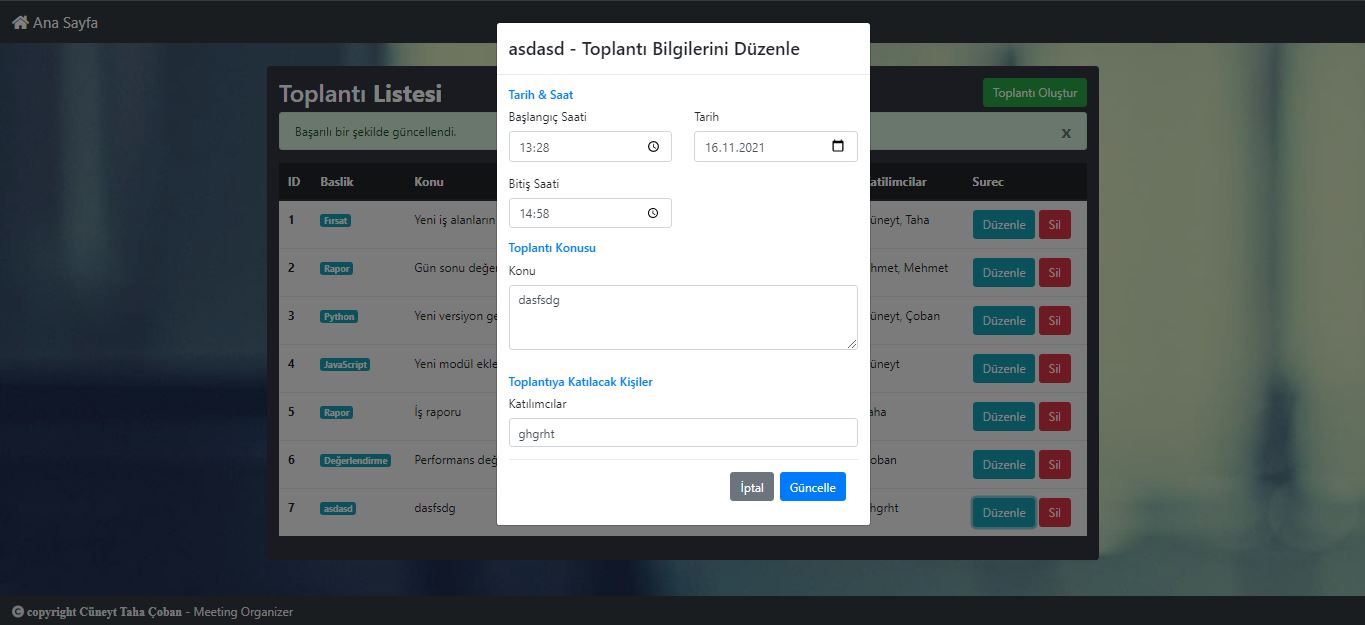 Ana Sayfa
asdasd - Toplantı Bilgilerini Düzenle
Toplantı Listesi
Toplantı Oluştur
Başarılı bir şekilde güncellendi.
x
Tarih & Saat
Başlangıç Saati
Tarih
13:28
16.11.2021
Bitiş Saati
14:58
Toplantı Konusu
Konu
dasfsdg
Toplantıya Katılacak Kişiler
Katılımcılar
ghgrht
İptal
Güncelle
ID Baslik Konu atilimcilar Surec
1 Fırsat Yeni iş alanların üneyt, Taha Düzenle Sil
2 Rapor Gün sonu değe hmet, Mehmet Düzenle Sil
3 Python Yeni versiyon ge üneyt, Çoban Düzenle Sil
4 JavaScript Yeni modül ekle üneyt Düzenle Sil
5 Rapor İş raporu aha Düzenle Sil
6 Değerlendirme Performans değ oban Düzenle Sil
7 asdasd dasfsdg hgrht Düzenle Sil
© copyright Cüneyt Taha Çoban - Meeting Organizer